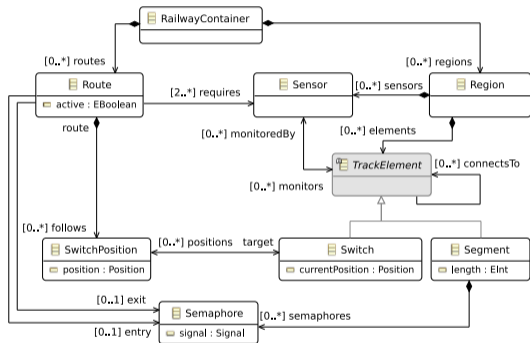 RailwayContainer
[0..*] routes
[0..*] regions
Route
active : EBoolean
[2..*] requires
Sensor
[0..*] sensors
Region
route
[0..*] monitoredBy
[0..*] elements
TrackElement
[0..*] connectsTo
[0..*] monitors
[0..*] follows
SwitchPosition
position : Position
[0..*] positions
target
Switch
currentPosition : Position
Segment
length : EInt
[0..1] exit
Semaphore
signal : Signal
[0..*] semaphores
[0..1] entry